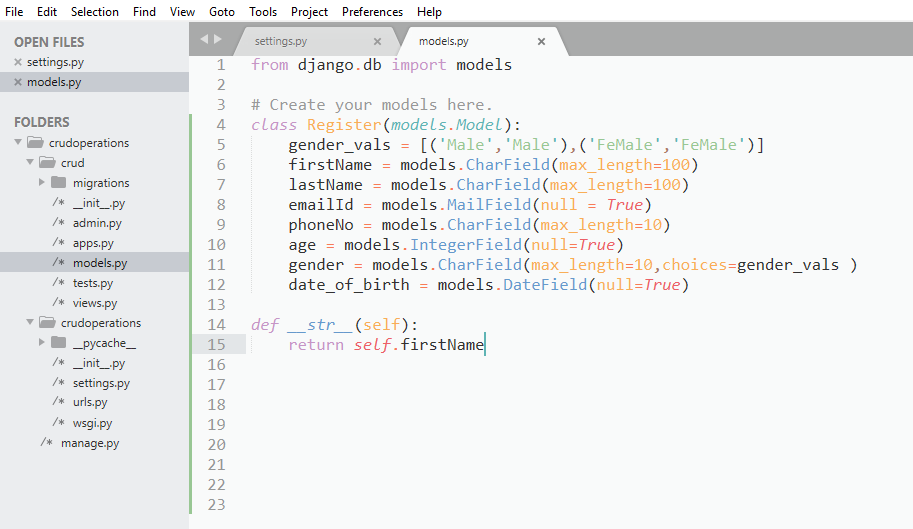 File Edit Selection Find View Goto Tools Project Preferences Help
OPEN FILES
× settings.py
× models.py
FOLDERS
crudoperations
crud
migrations
/* __init__.py
/* admin.py
/* apps.py
/* models.py
/* tests.py
/* views.py
crudoperations
__pycache__
/* __init__.py
/* settings.py
/* urls.py
/* wsgi.py
/* manage.py
settings.py × models.py ×
1 from django.db import models
2
3 # Create your models here.
4 class Register(models.Model):
5 gender_vals = [('Male','Male'),('FeMale','FeMale')]
6 firstName = models.CharField(max_length=100)
7 lastName = models.CharField(max_length=100)
8 emailId = models.MailField(null = True)
9 phoneNo = models.CharField(max_length=10)
10 age = models.IntegerField(null=True)
11 gender = models.CharField(max_length=10,choices=gender_vals )
12 date_of_birth = models.DateField(null=True)
13
14 def __str__(self):
15 return self.firstName
16
17
18
19
20
21
22
23